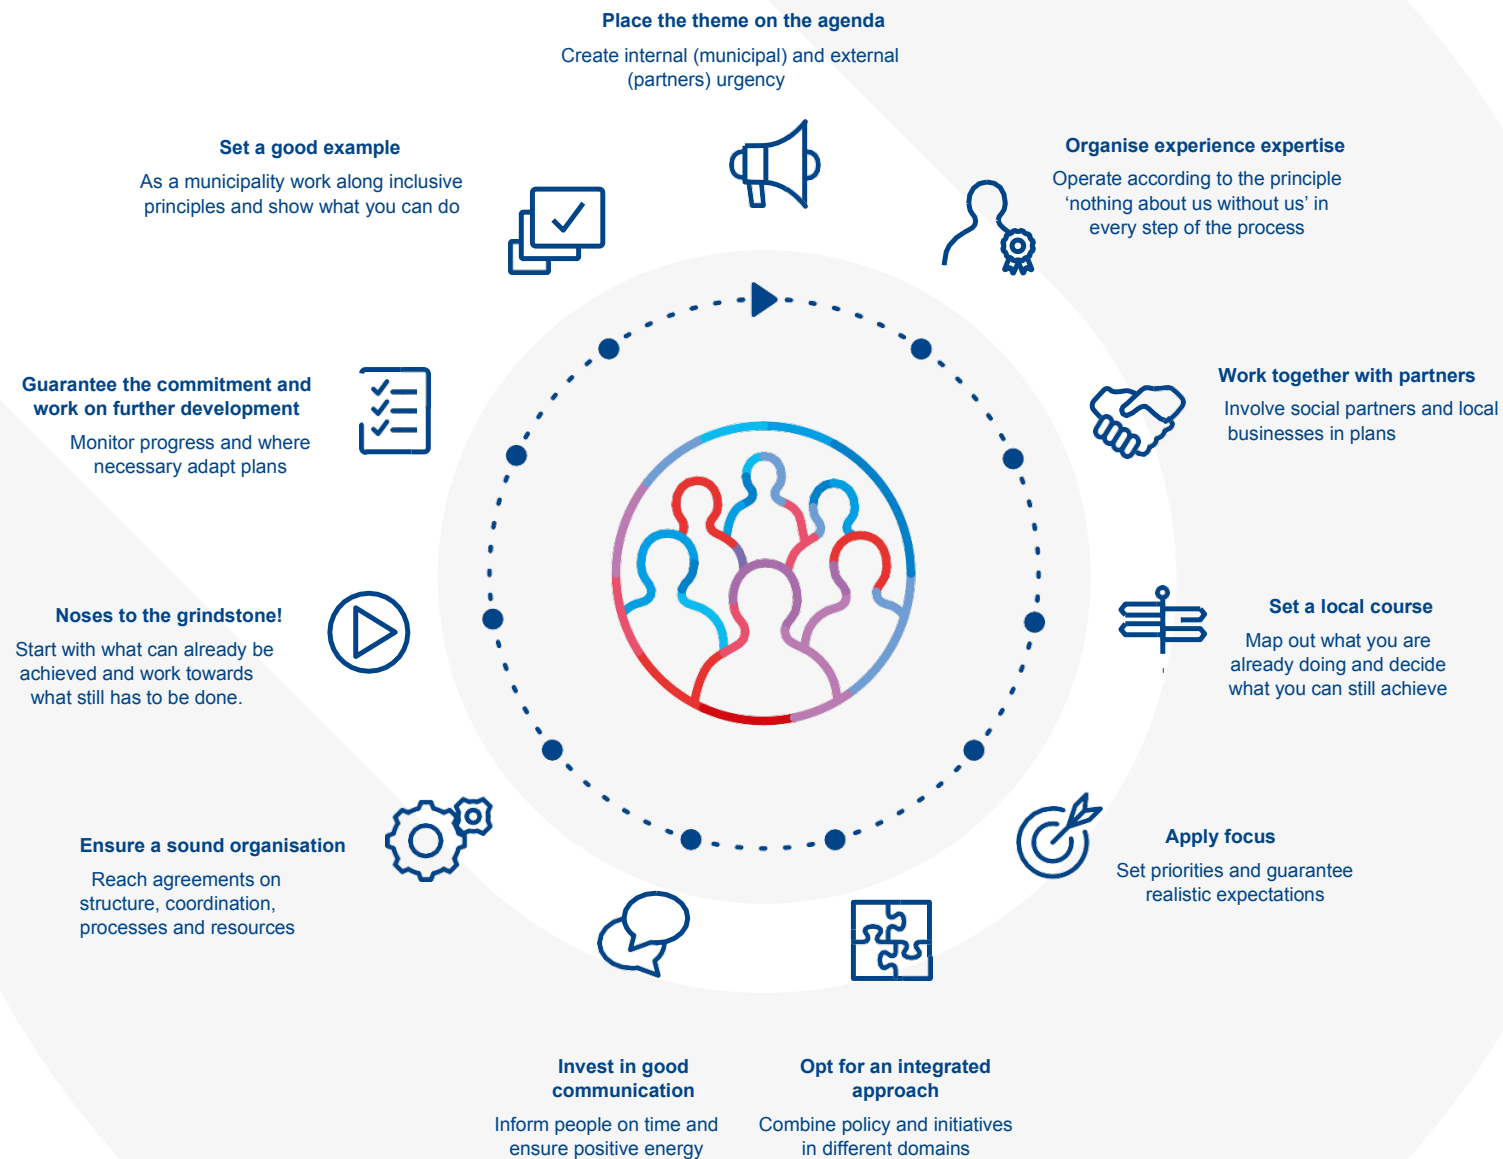 Place the theme on the agenda
Create internal (municipal) and external
(partners) urgency
Organise experience expertise
Operate according to the principle
‘nothing about us without us’ in
every step of the process
Work together with partners
Involve social partners and local
businesses in plans
Set a local course
Map out what you are
already doing and decide
what you can still achieve
Apply focus
Set priorities and guarantee
realistic expectations
Opt for an integrated
approach
Combine policy and initiatives
in different domains
Invest in good
communication
Inform people on time and
ensure positive energy
Ensure a sound organisation
Reach agreements on
structure, coordination,
processes and resources
Noses to the grindstone!
Start with what can already be
achieved and work towards
what still has to be done.
Guarantee the commitment and
work on further development
Monitor progress and where
necessary adapt plans
Set a good example
As a municipality work along inclusive
principles and show what you can do